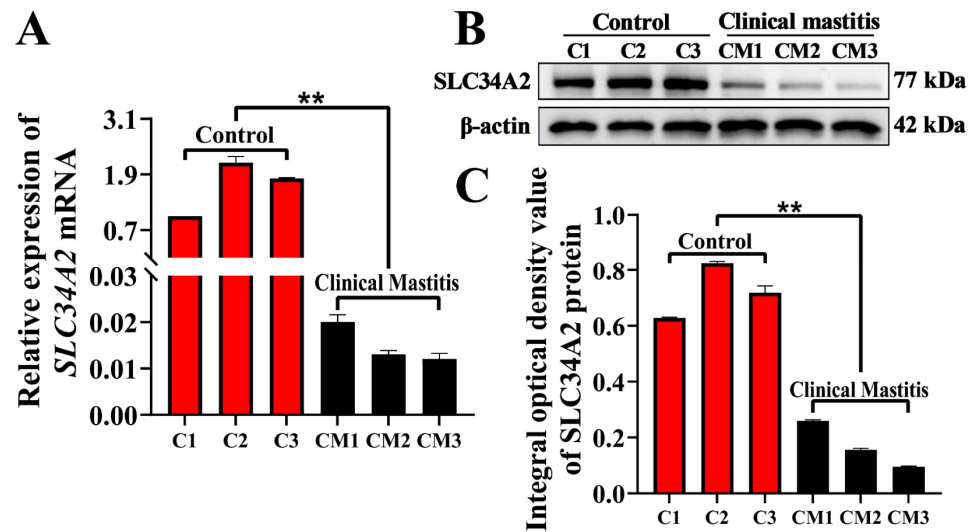 A
Relative expression of
SLC34A2 mRNA
3.1
1.9
0.7
0.03
0.02
0.01
0.00
**
Control
Clinical Mastitis
C1 C2 C3 CM1 CM2 CM3
B
Control Clinical mastitis
C1 C2 C3 CM1 CM2 CM3
SLC34A2 77 kDa
β-actin 42 kDa
C
Integral optical density value
of SLC34A2 protein
1.0
0.8
0.6
0.4
0.2
0.0
**
Control
Clinical Mastitis
C1 C2 C3 CM1 CM2 CM3